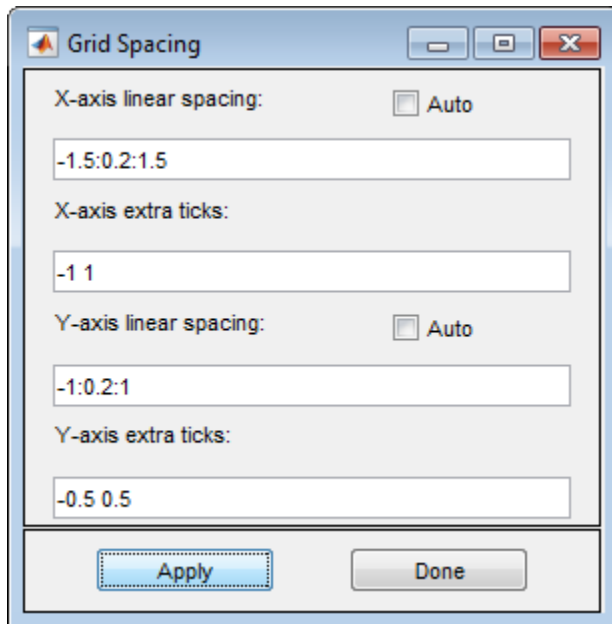 Grid Spacing
X-axis linear spacing:
Auto
-1.5:0.2:1.5
X-axis extra ticks:
-1 1
Y-axis linear spacing:
Auto
-1:0.2:1
Y-axis extra ticks:
-0.5 0.5
Apply
Done